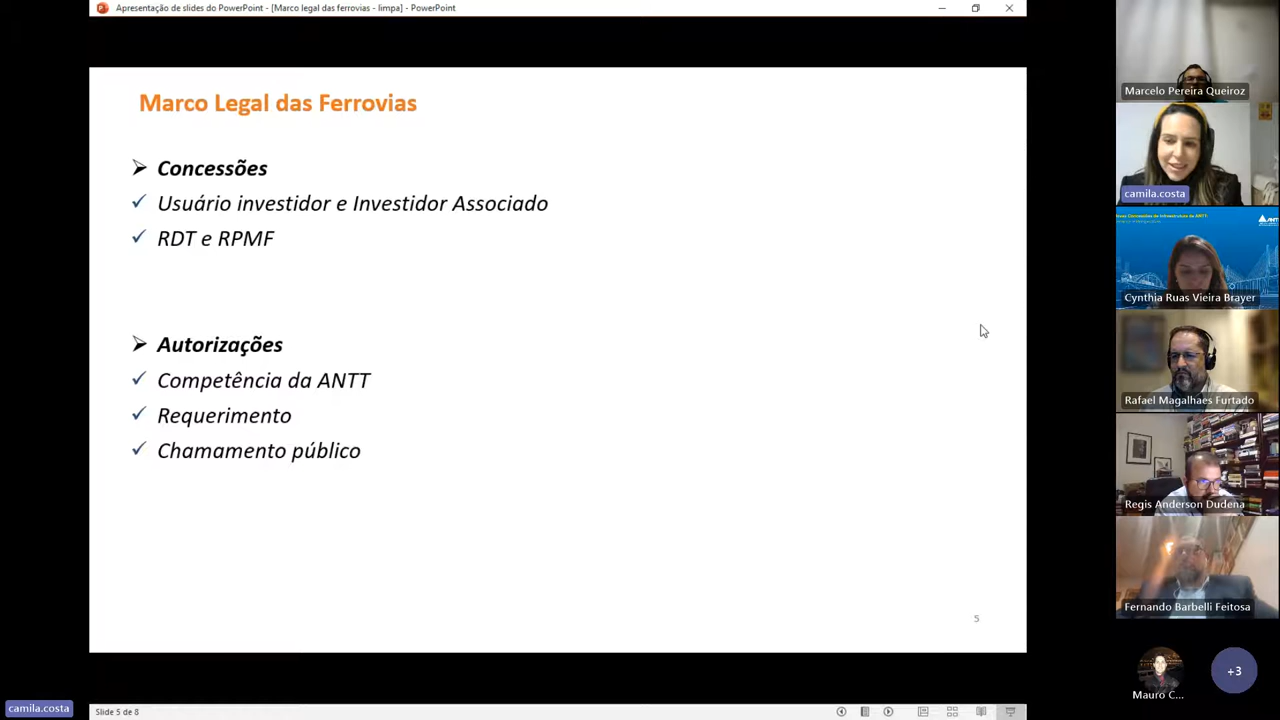 Apresentação de slides do PowerPoint - [Marco legal das ferrovias - limpa] - PowerPoint
Marco Legal das Ferrovias
Concessões
Usuário investidor e Investidor Associado
RDT e RPMF
Autorizações
Competência da ANTT
Requerimento
Chamamento público
5
Slide 5 de 8
camila.costa
Marcelo Pereira Queiroz
camila.costa
ANTT
Cynthia Ruas Vieira Brayer
Rafael Magalhaes Furtado
Regis Anderson Dudena
Fernando Barbelli Feitosa
Mauro C...
+3